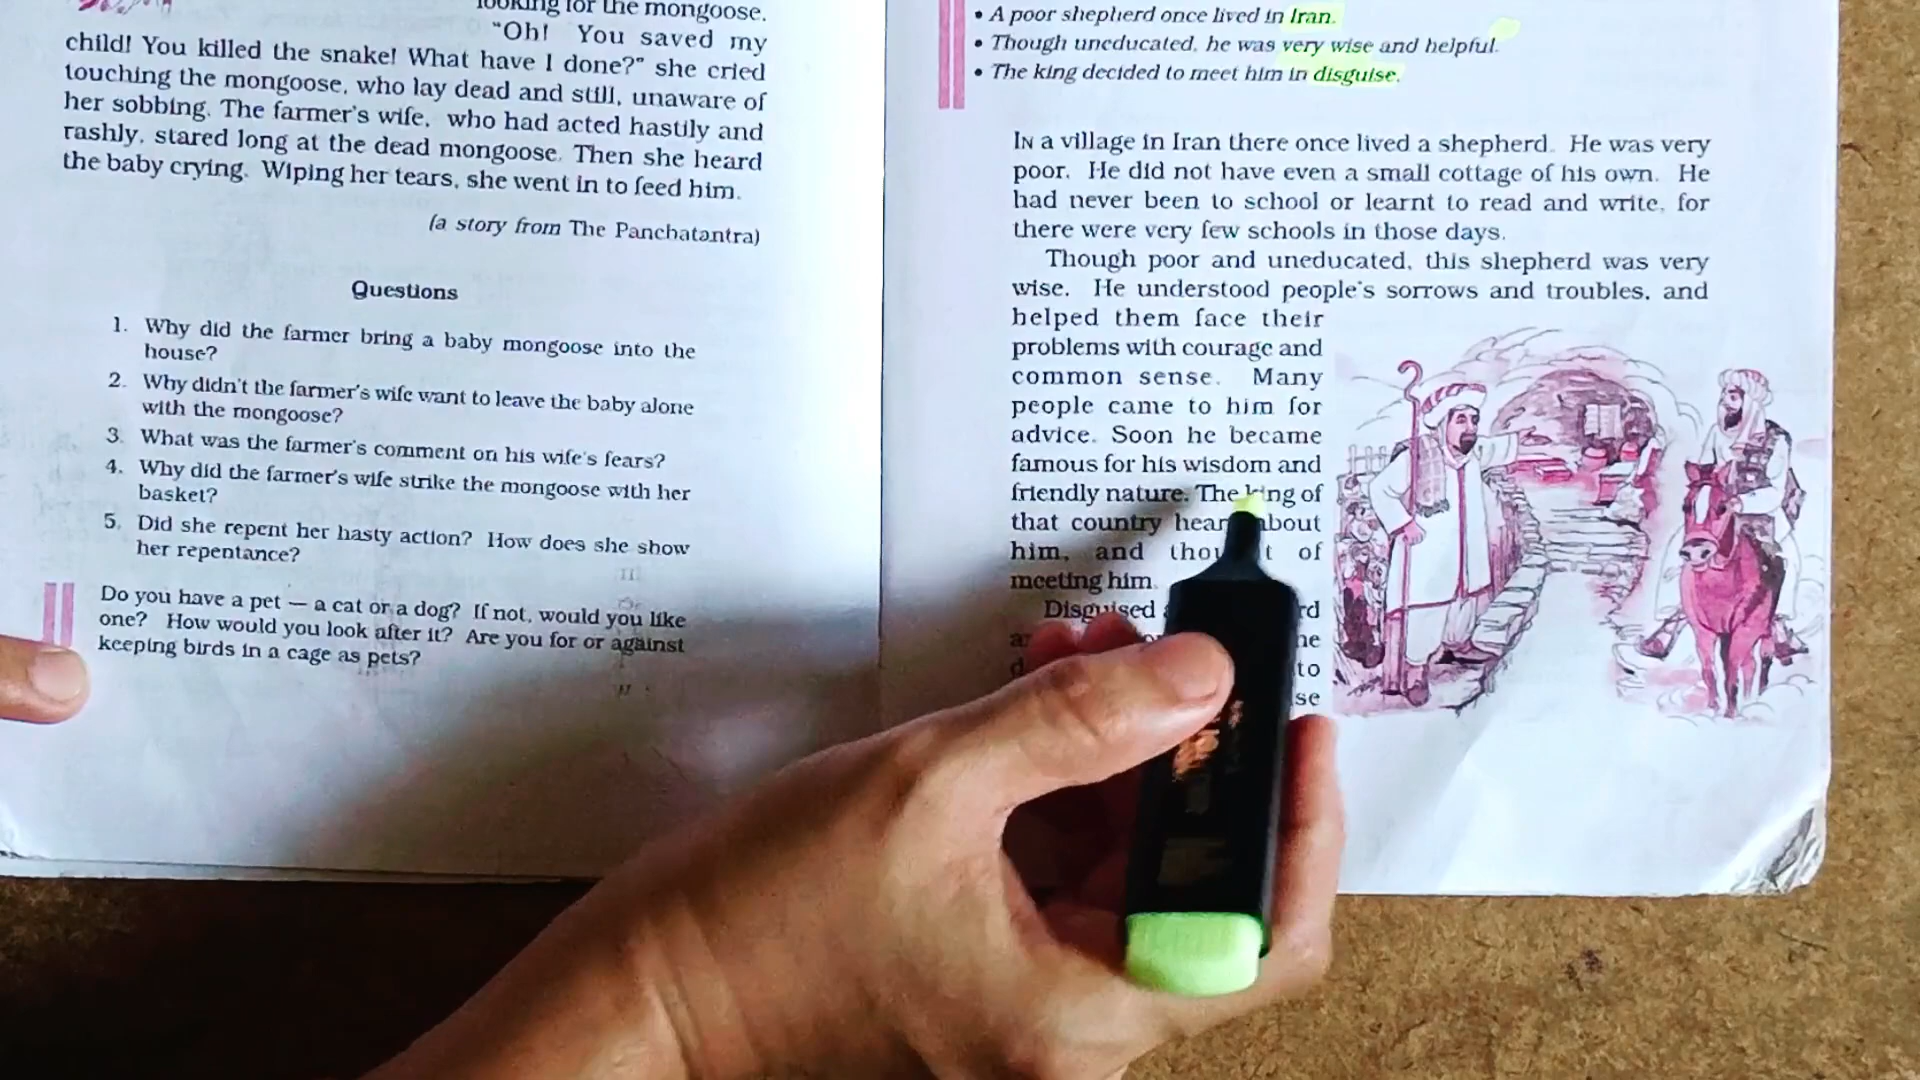 looking for the mongoose.
"Oh! You saved my
child! You killed the snake! What have I done?" she cried
touching the mongoose, who lay dead and still, unaware of
her sobbing. The farmer's wife, who had acted hastily and
rashly, stared long at the dead mongoose. Then she heard
the baby crying. Wiping her tears, she went in to feed him.
(a story from The Panchatantra)
Questions
1. Why did the farmer bring a baby mongoose into the
house?
2. Why didn't the farmer's wife want to leave the baby alone
with the mongoose?
3. What was the farmer's comment on his wife's fears?
4. Why did the farmer's wife strike the mongoose with her
basket?
5. Did she repent her hasty action? How does she show
her repentance?
Do you have a pet — a cat or a dog? If not, would you like
one? How would you look after it? Are you for or against
keeping birds in a cage as pets?
• A poor shepherd once lived in Iran.
• Though uneducated, he was very wise and helpful.
• The king decided to meet him in disguise.
IN a village in Iran there once lived a shepherd. He was very
poor. He did not have even a small cottage of his own. He
had never been to school or learnt to read and write, for
there were very few schools in those days.
Though poor and uneducated, this shepherd was very
wise. He understood people's sorrows and troubles, and
helped them face their
problems with courage and
common sense. Many
people came to him for
advice. Soon he became
famous for his wisdom and
friendly nature. The king of
that country about
him, and of
meeting him.
Disguised
to